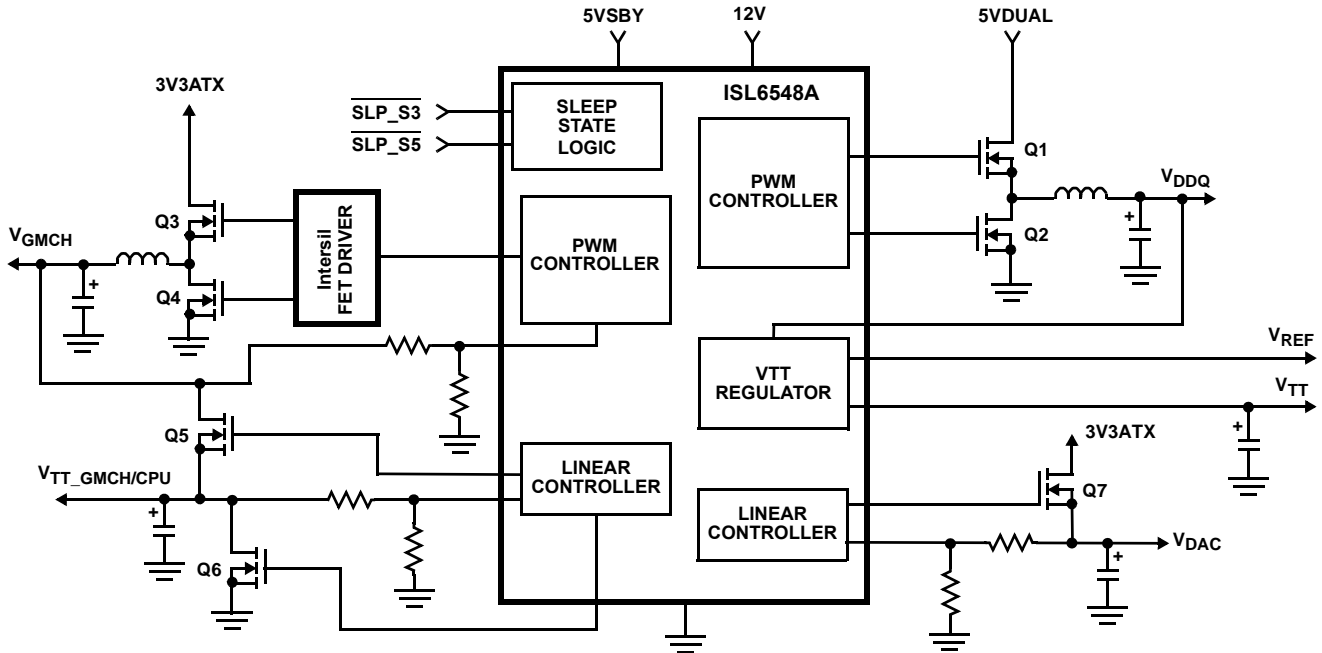 5VSBY
12V
5VDUAL
3V3ATX
SLP_S3
SLP_S5
SLEEP
STATE
LOGIC
ISL6548A
PWM
CONTROLLER
Q1
Q2
VDDQ
+
Q3
Q4
VGMCH
+
Intersil
FET DRIVER
PWM
CONTROLLER
VTT
REGULATOR
VREF
VTT
+
Q5
VTT_GMCH/CPU
+
Q6
LINEAR
CONTROLLER
LINEAR
CONTROLLER
3V3ATX
Q7
VDAC
+